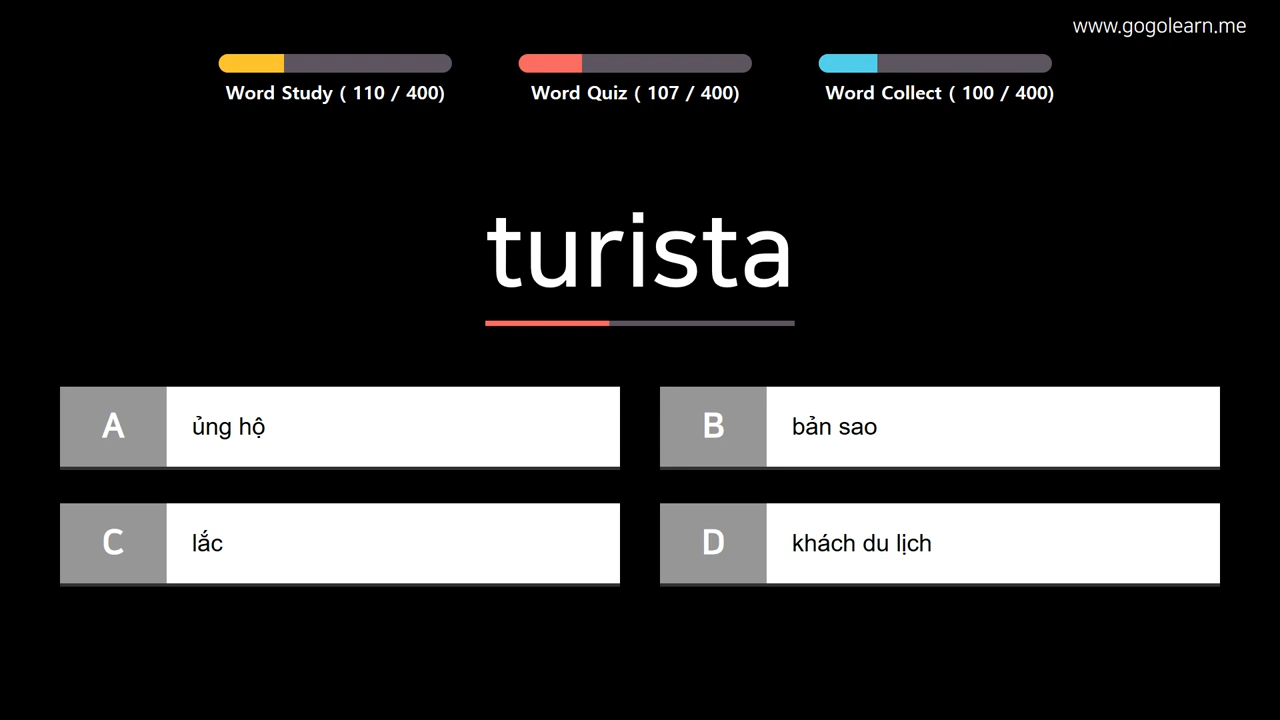 www.gogolearn.me
Word Study ( 110 / 400)
Word Quiz ( 107 / 400)
Word Collect ( 100 / 400)
turista
A ủng hộ
B bản sao
C lắc
D khách du lịch